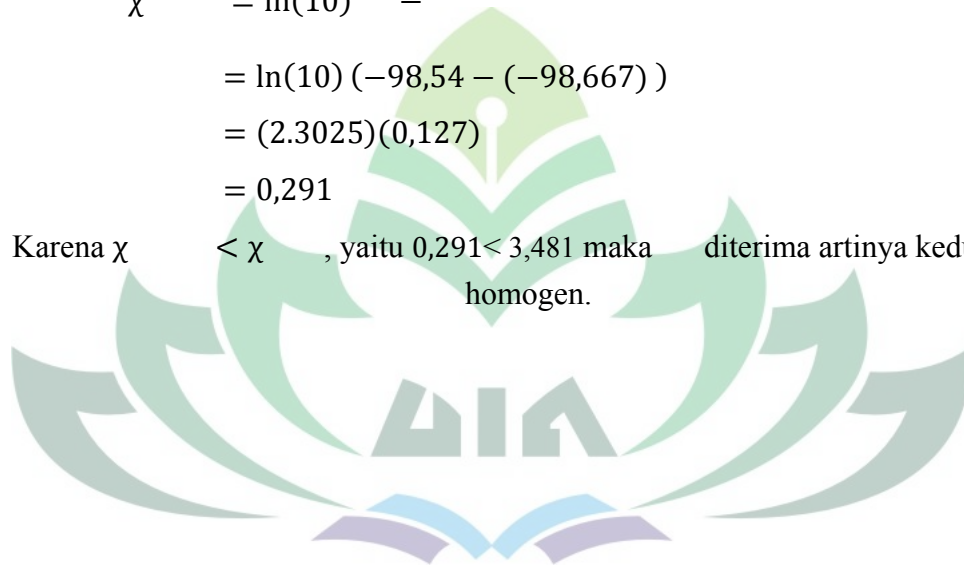 χ = ln(10) −
= ln(10) (−98,54 − (−98,667) )
= (2.3025)(0,127)
= 0,291
Karena χ < χ , yaitu 0,291< 3,481 maka diterima artinya
homogen.
UIN